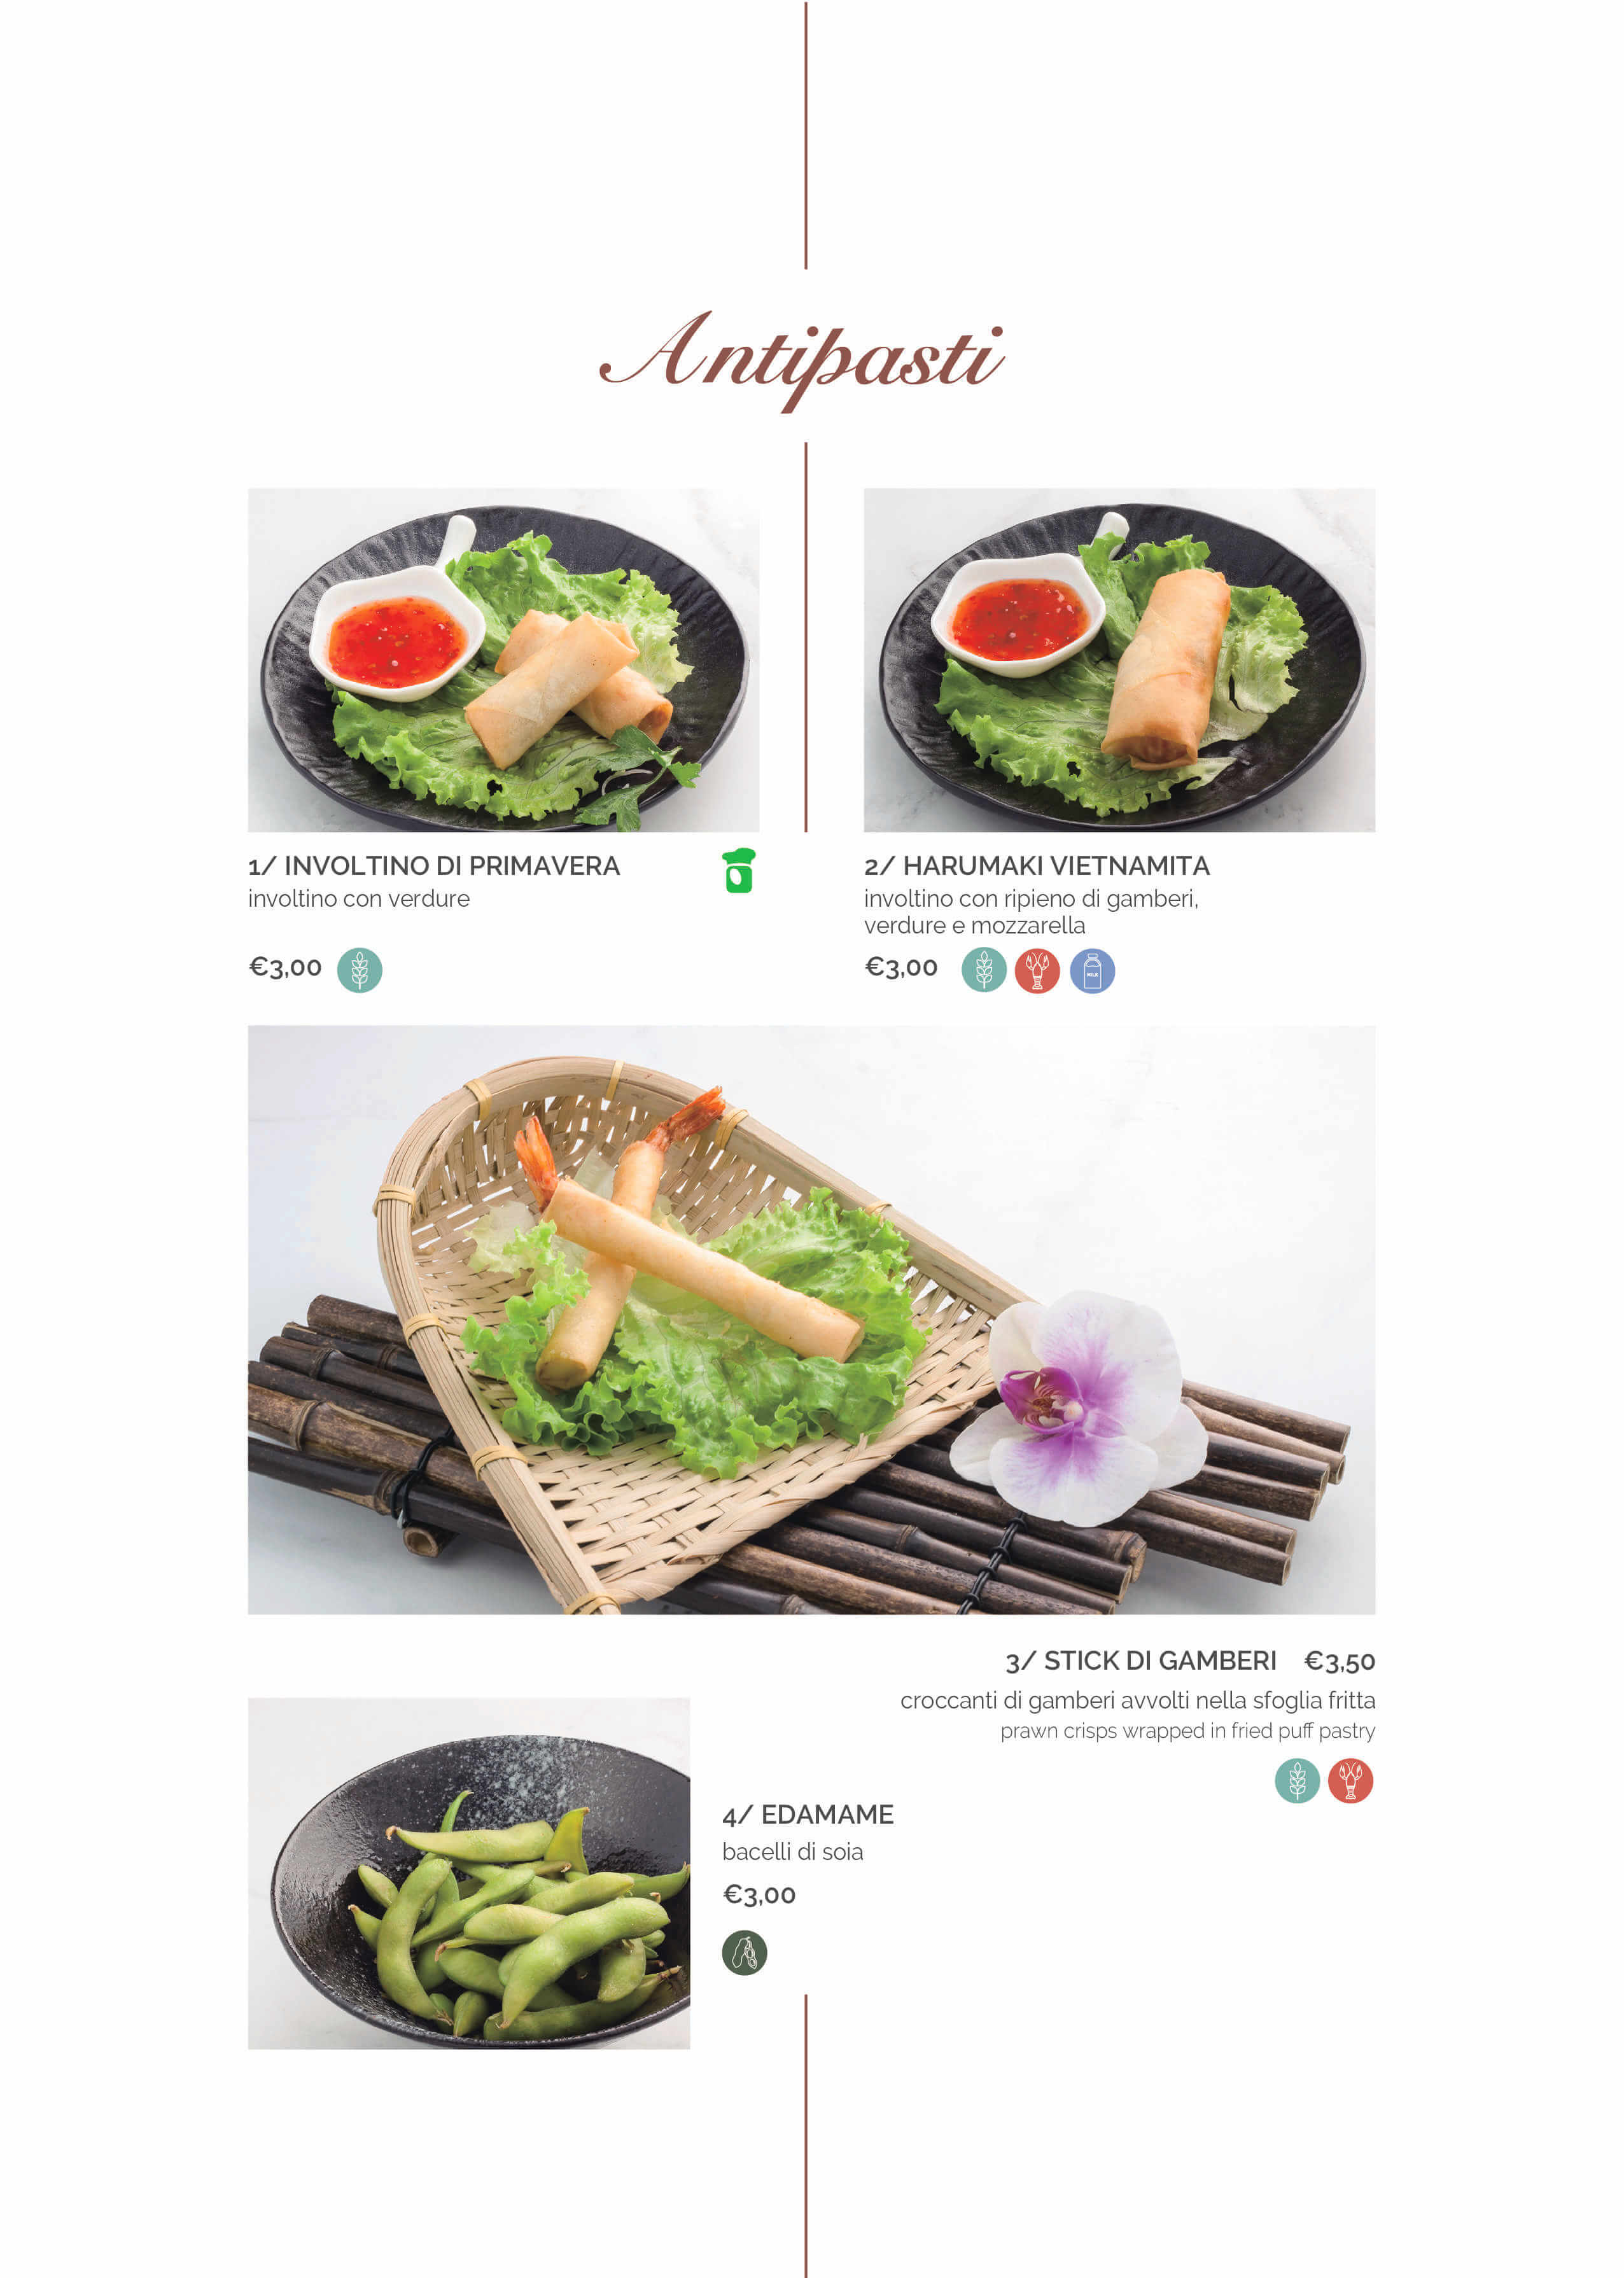 Antipasti
1/ INVOLTINO DI PRIMAVERA
involtino con verdure
€3,00
2/ HARUMAKI VIETNAMITA
involtino con ripieno di gamberi,
verdure e mozzarella
€3,00
MILK
3/ STICK DI GAMBERI €3,50
croccanti di gamberi avvolti nella sfoglia fritta
prawn crisps wrapped in fried puff pastry
4/ EDAMAME
bacelli di soia
€3,00